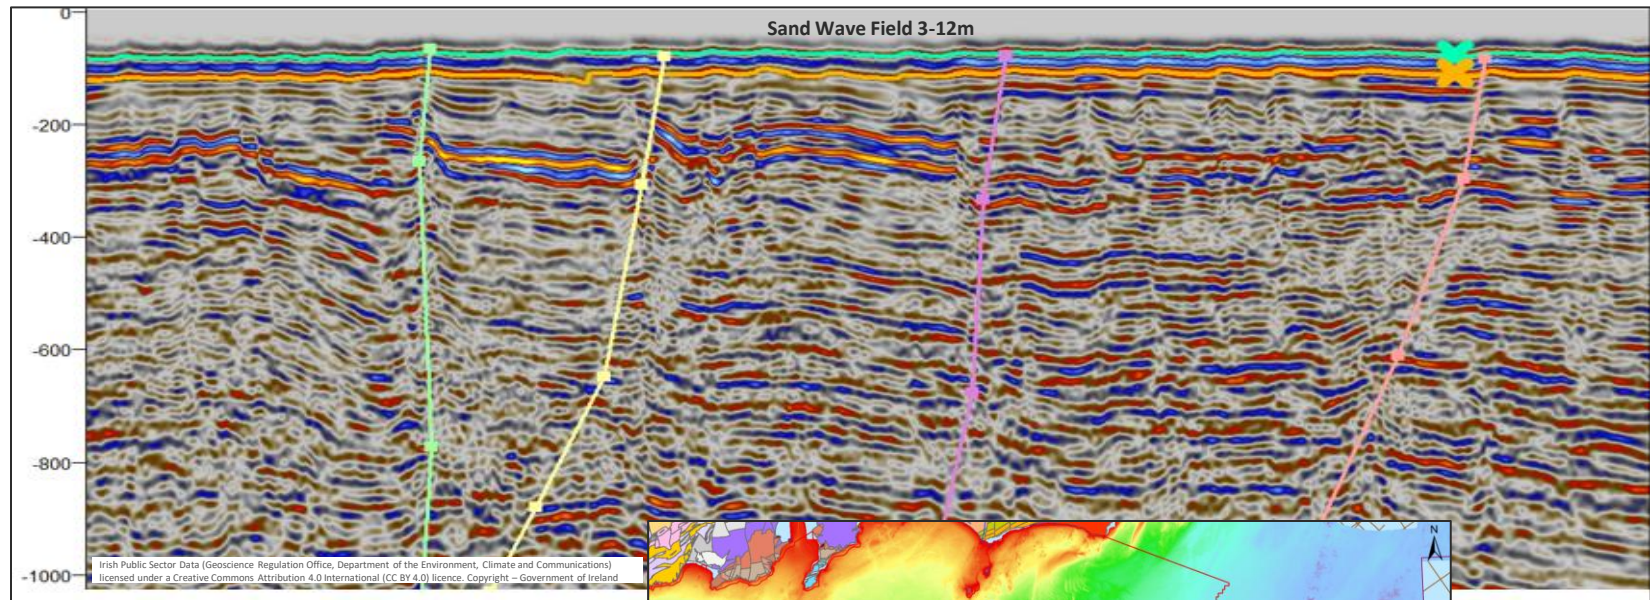 0
Sand Wave Field 3-12m
-200
-400
-600
-800
-1000
Irish Public Sector Data (Geoscience Regulation Office, Department of the Environment, Climate and Communications)
licensed under a Creative Commons Attribution 4.0 International (CC BY 4.0) licence. Copyright – Government of Ireland
N